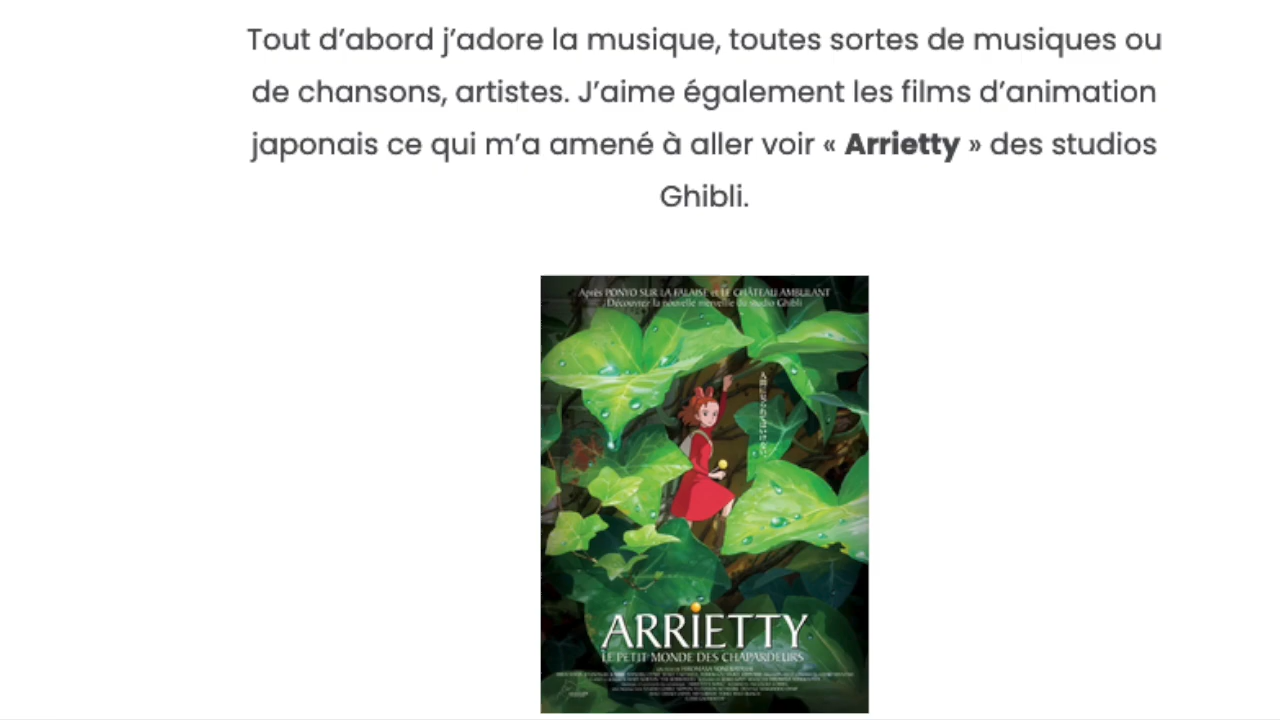 Tout d’abord j’adore la musique, toutes sortes de musiques ou
de chansons, artistes. J’aime également les films d’animation
japonais ce qui m’a amené à aller voir « Arrietty » des studios
Ghibli.
Après PONYO SUR LA FALAISE et LE CHÂTEAU AMBULANT
Découvrez la nouvelle merveille du studio Ghibli
ARRIETTY
LE PETIT MONDE DES CHAPARDEURS